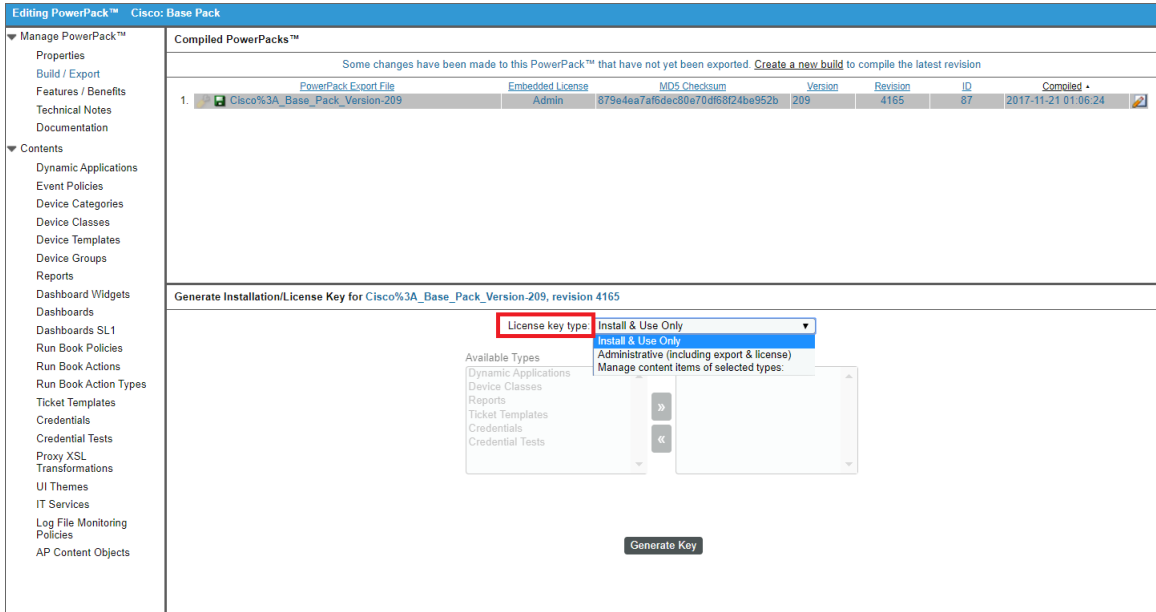 Editing PowerPack™ Cisco: Base Pack
Manage PowerPack™
Properties
Build / Export
Features / Benefits
Technical Notes
Documentation
Contents
Dynamic Applications
Event Policies
Device Categories
Device Classes
Device Templates
Device Groups
Reports
Dashboard Widgets
Dashboards
Dashboards SL1
Run Book Policies
Run Book Actions
Run Book Action Types
Ticket Templates
Credentials
Credential Tests
Proxy XSL
Transformations
UI Themes
IT Services
Log File Monitoring
Policies
AP Content Objects
Compiled PowerPacks™
Some changes have been made to this PowerPack™ that have not yet been exported. Create a new build to compile the latest revision
PowerPack Export File Embedded License MD5 Checksum Version Revision ID Compiled
1. Cisco%3A_Base_Pack_Version-209 Admin 879e4ea7af6dec80e70df68f24be952b 209 4165 87 2017-11-21 01:06:24
Generate Installation/License Key for Cisco%3A_Base_Pack_Version-209, revision 4165
License key type: Install & Use Only
Install & Use Only
Administrative (including export & license)
Manage content items of selected types:
Available Types
Dynamic Applications
Device Classes
Reports
Ticket Templates
Credentials
Credential Tests
»
«
Generate Key